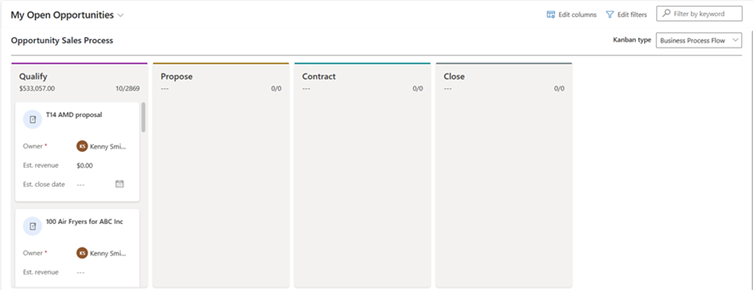 My Open Opportunities
Edit columns
Edit filters
Filter by keyword
Opportunity Sales Process
Kanban type
Business Process Flow
Qualify
$533,057.00
10/2869
Propose
---
0/0
Contract
---
0/0
Close
---
0/0
T14 AMD proposal
Owner *
KS
Kenny Smi...
Est. revenue
$0.00
Est. close date
---
100 Air Fryers for ABC Inc
Owner *
KS
Kenny Smi...
Est. revenue
---